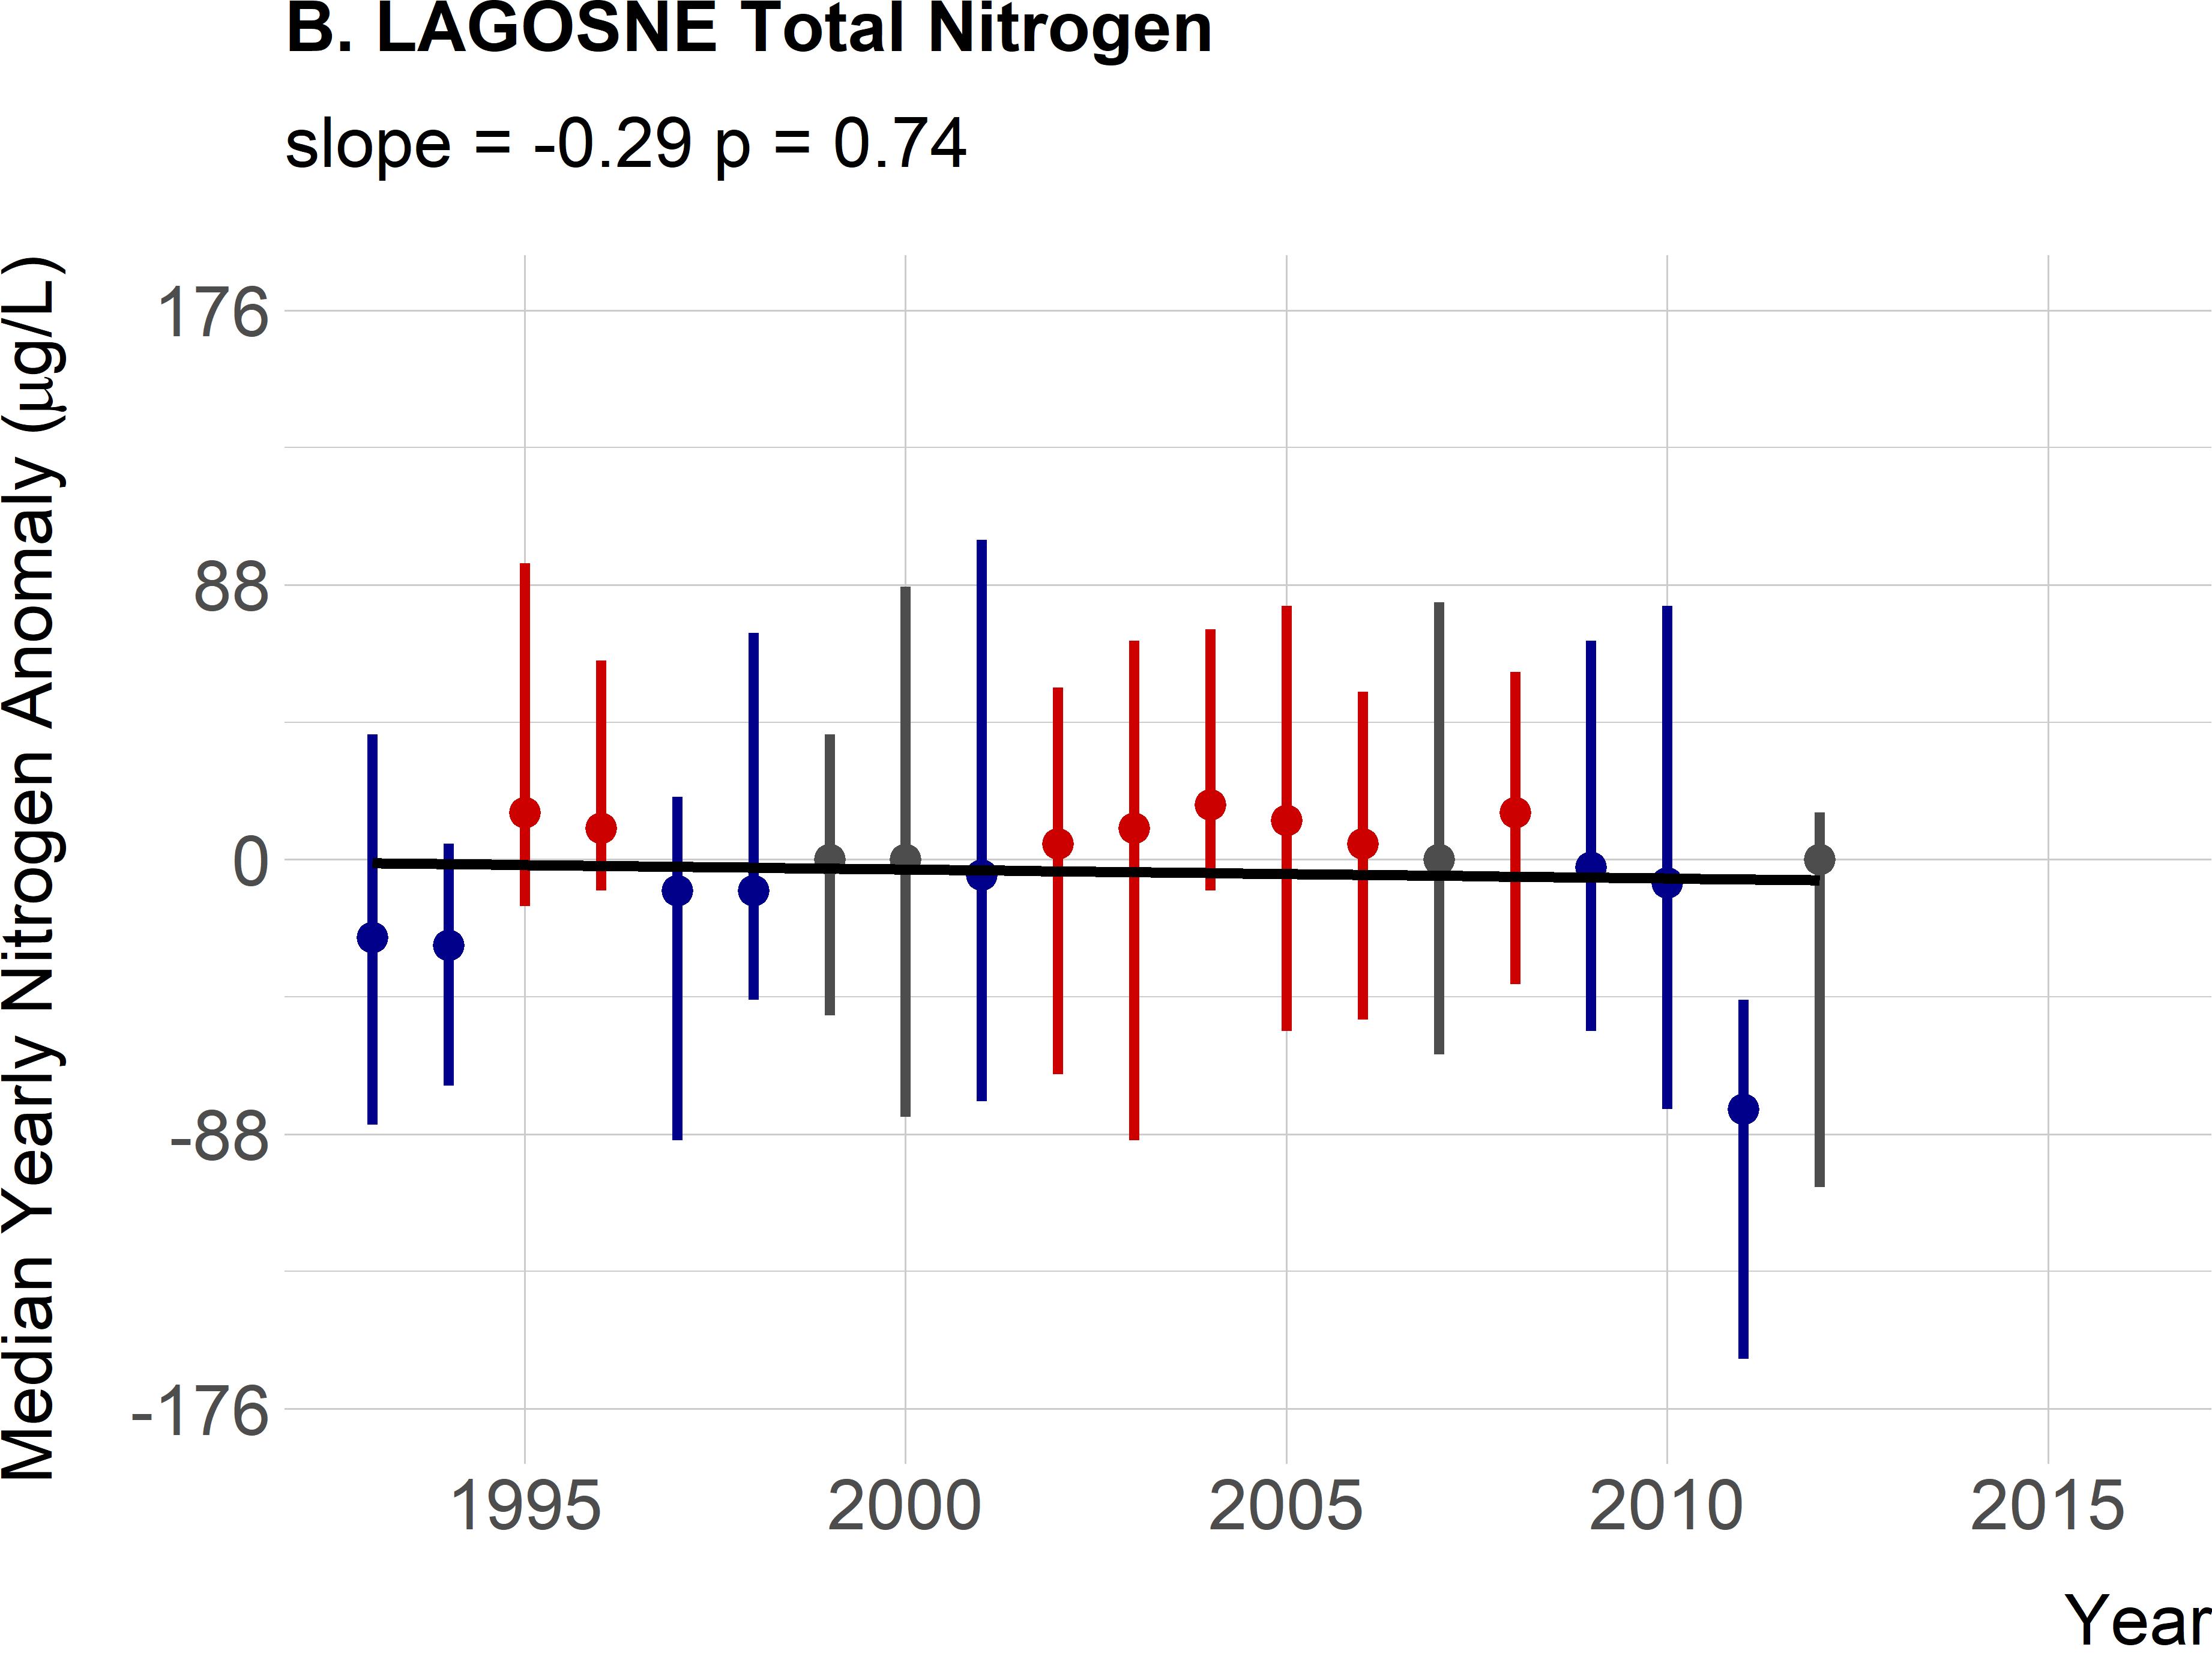 B. LAGOSNE Total Nitrogen
slope = -0.29 p = 0.74
Median Yearly Nitrogen Anomaly (μg/L)
176
88
0
-88
-176
1995 2000 2005 2010 2015
Year